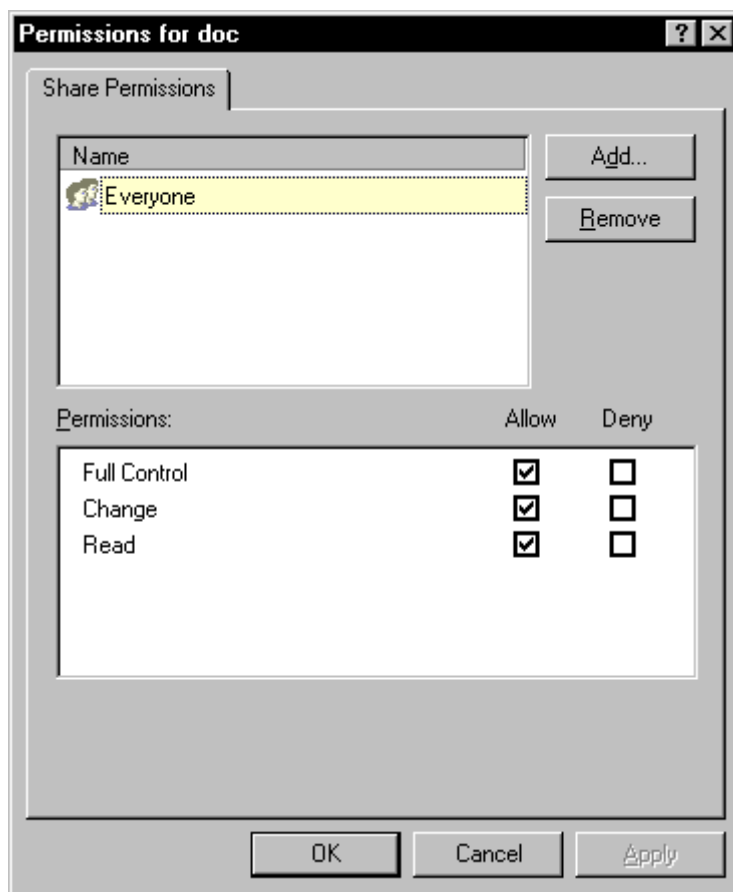 Permissions for doc
Share Permissions
Name
Add...
Everyone
Remove
Permissions: Allow Deny
Full Control
Change
Read
OK Cancel Apply